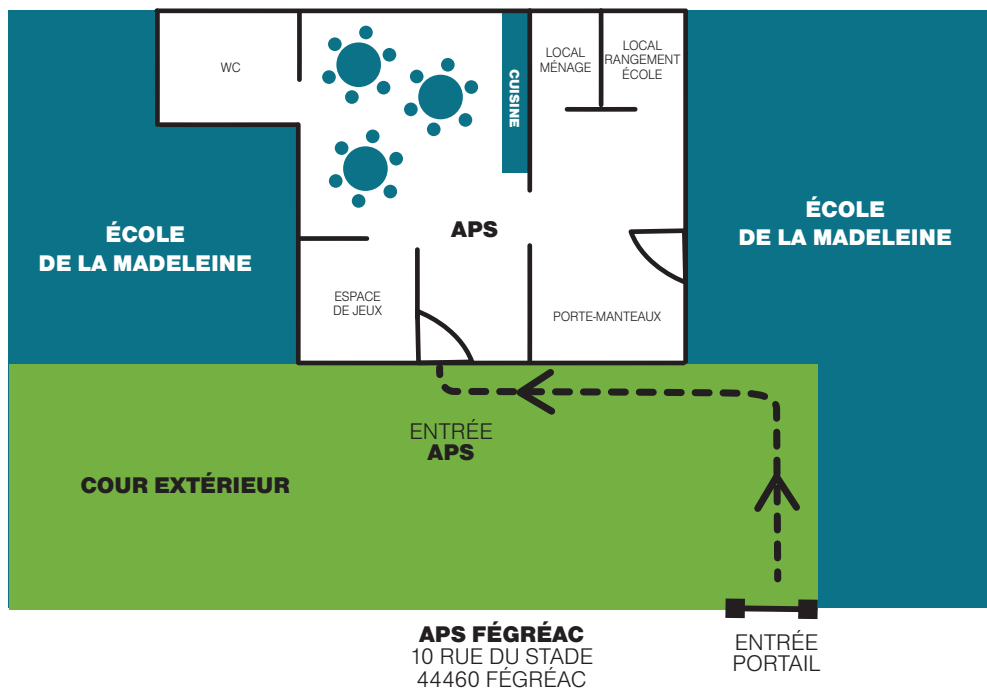 WC
LOCAL
MÉNAGE
LOCAL
RANGEMENT
ÉCOLE
CUISINE
APS
ÉCOLE
DE LA MADELEINE
ÉCOLE
DE LA MADELEINE
ESPACE
DE JEUX
PORTE-MANTEAUX
ENTRÉE
APS
COUR EXTÉRIEUR
APS FÉGRÉAC
10 RUE DU STADE
44460 FÉGRÉAC
ENTRÉE
PORTAIL